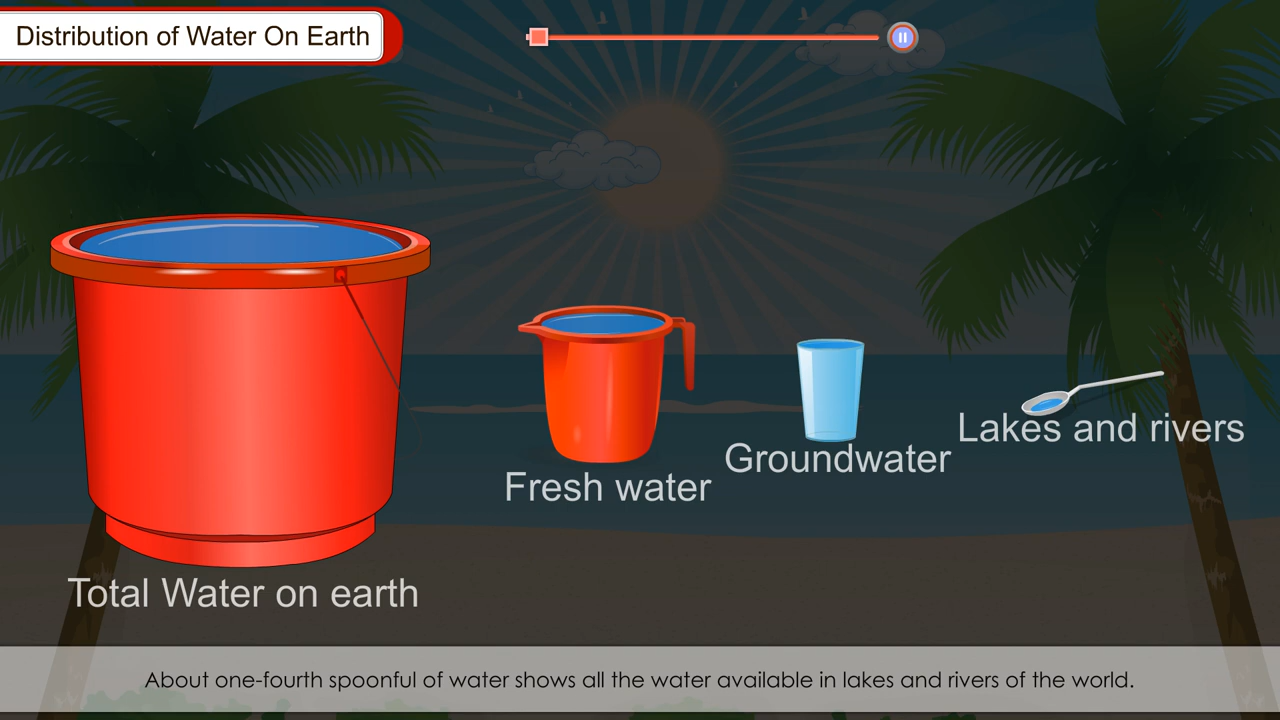 Distribution of Water On Earth
Total Water on earth
Fresh water
Groundwater
Lakes and rivers
About one-fourth spoonful of water shows all the water available in lakes and rivers of the world.